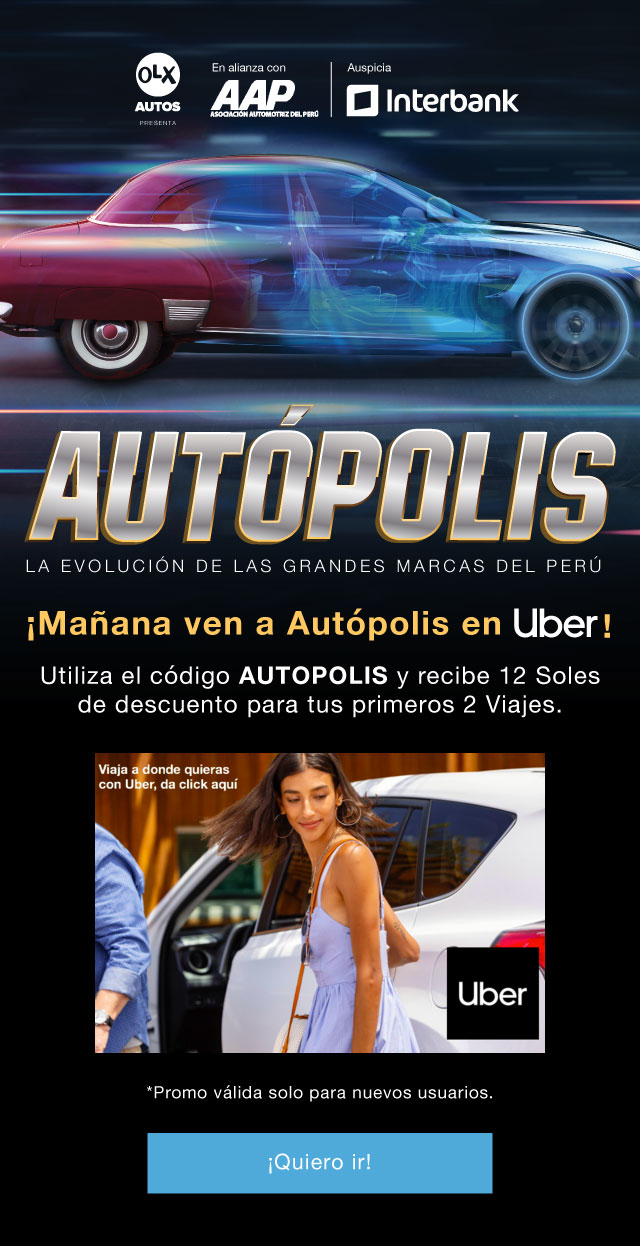 OLX
AUTOS
PRESENTA
En alianza con
AAP
ASOCIACIÓN AUTOMOTRIZ DEL PERÚ
Auspicia
Interbank
AUTÓPOLIS
LA EVOLUCIÓN DE LAS GRANDES MARCAS DEL PERÚ
¡Mañana ven a Autópolis en Uber!
Utiliza el código AUTOPOLIS y recibe 12 Soles
de descuento para tus primeros 2 Viajes.
Viaja a donde quieras
con Uber, da click aquí
Uber
*Promo válida solo para nuevos usuarios.
¡Quiero ir!